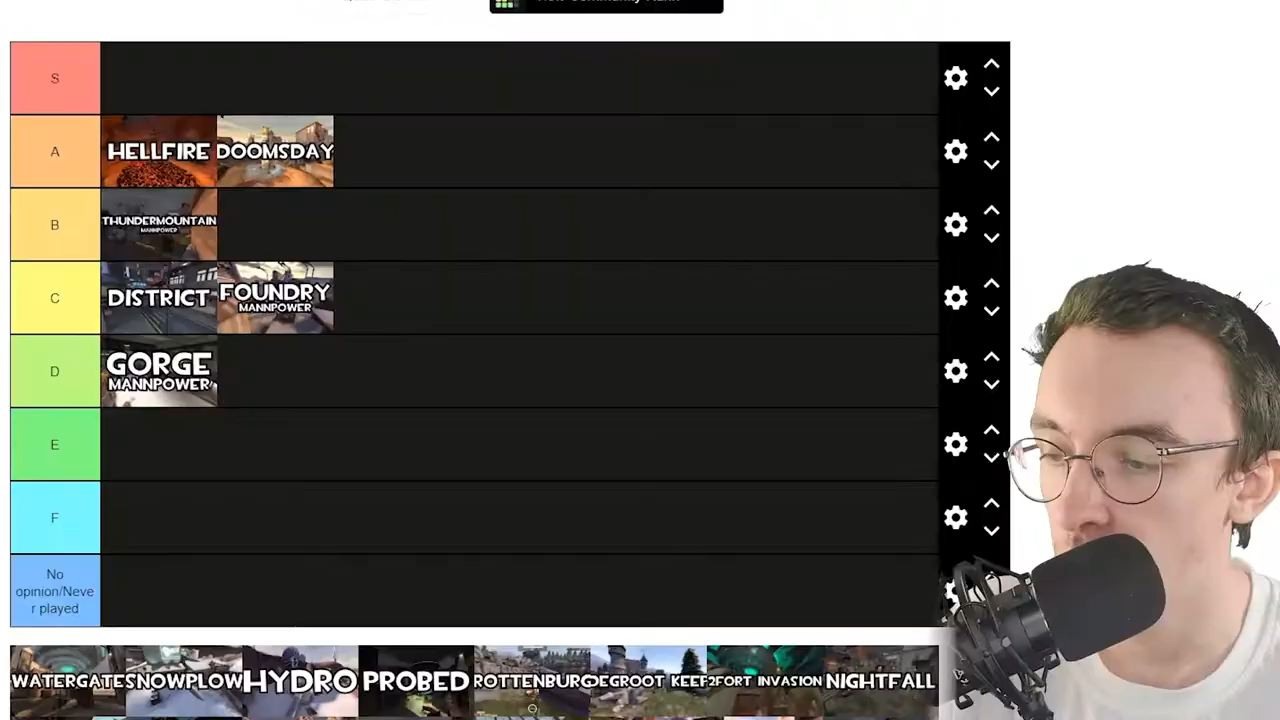 S
A
HELLFIRE
DOOMSDAY
B
THUNDERMOUNTAIN
MANNPOWER
C
DISTRICT
FOUNDRY
MANNPOWER
D
GORGE
MANNPOWER
E
F
No
opinion/Neve
r played
WATERGATE
SNOWPLOW
HYDRO
PROBED
ROTTENBURG
DEGROOT KEEP
2FORT INVASION
NIGHTFALL